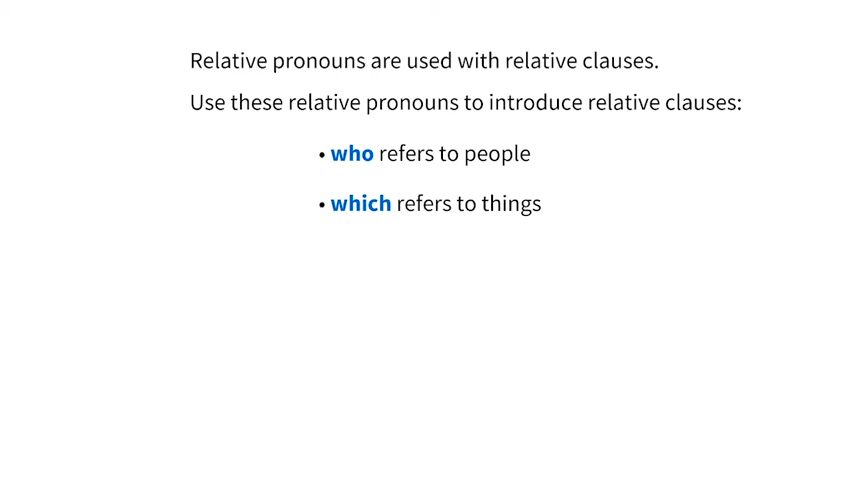 Relative pronouns are used with relative clauses.
Use these relative pronouns to introduce relative clauses:
• who refers to people
• which refers to things